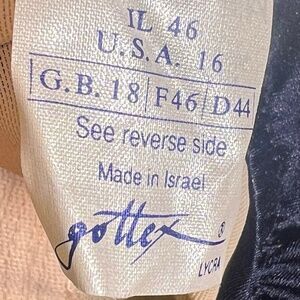 IL 46
U.S.A. 16
G.B. 18 F46 D44
See reverse side
Made in Israel
gottex ®
LYCRA